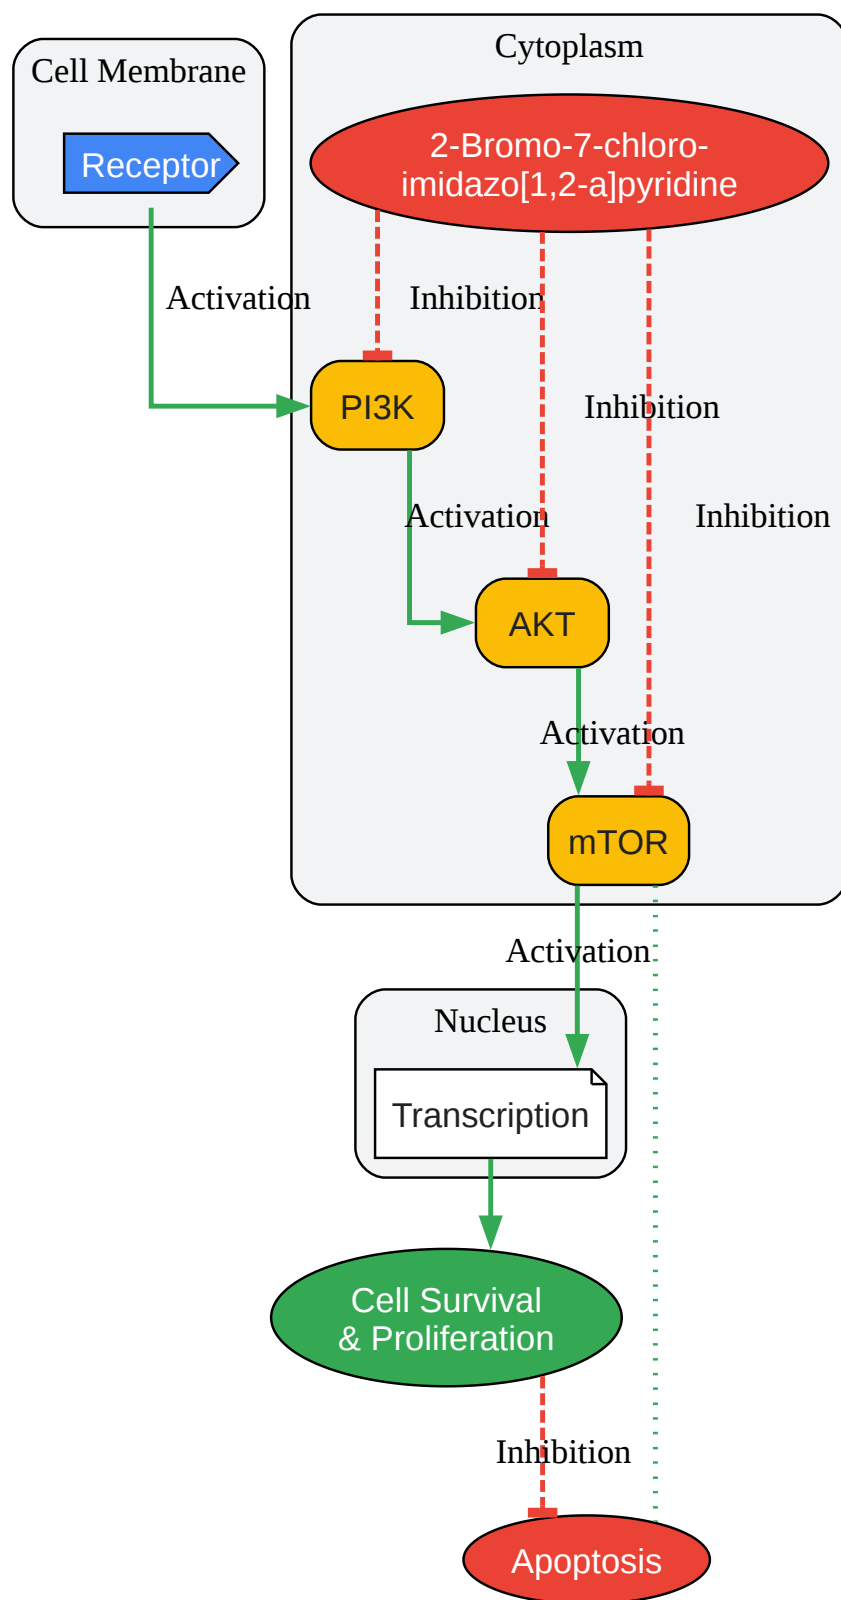 Cytoplasm
Cell Membrane
2-Bromo-7-chloro-
imidazo[1,2-a]pyridine
Receptor
Activation
Inhibition
PI3K
Inhibition
Activation
Inhibition
AKT
Activation
mTOR
Activation
Nucleus
Transcription
Cell Survival
& Proliferation
Inhibition
Apoptosis